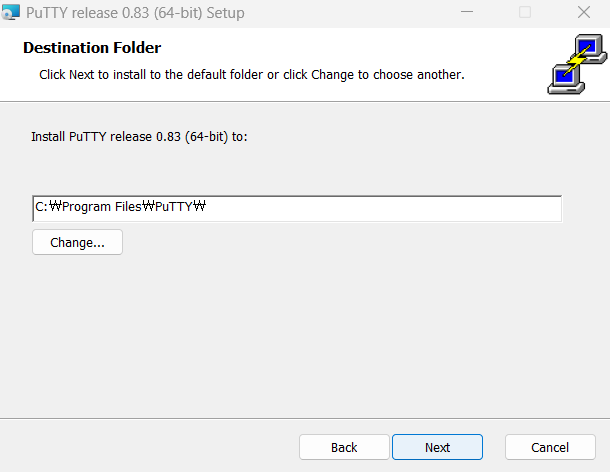 PuTTY release 0.83 (64-bit) Setup
Destination Folder
Click Next to install to the default folder or click Change to choose another.
Install PuTTY release 0.83 (64-bit) to:
C:₩Program Files₩PuTTY₩
Change...
Back Next Cancel